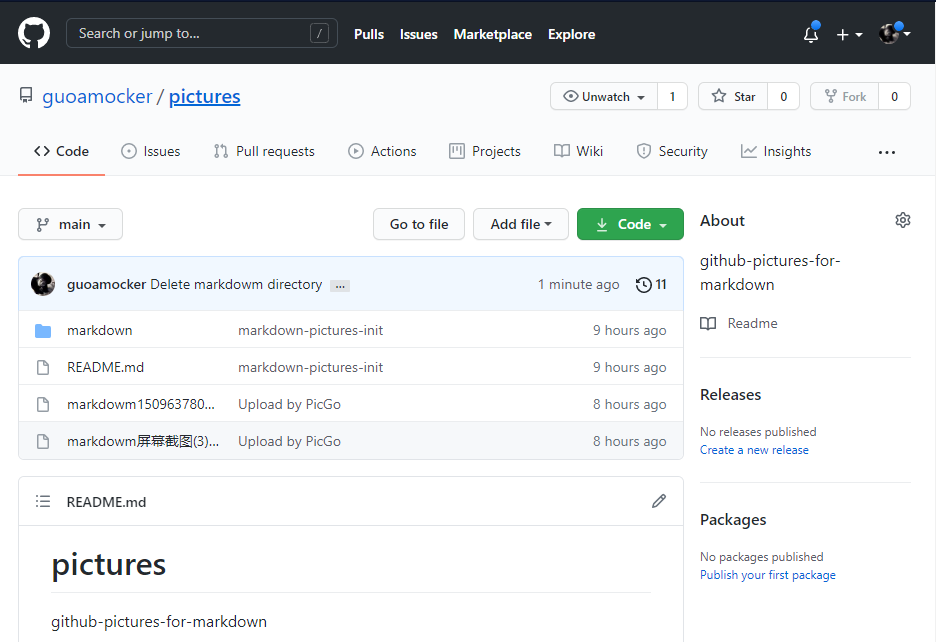 Search or jump to... /
Pulls Issues Marketplace Explore
guoamocker / pictures
Unwatch 1 Star 0 Fork 0
Code Issues Pull requests Actions Projects Wiki Security Insights ...
main Go to file Add file Code
guoamocker Delete markdowm directory ... 1 minute ago 11
markdown markdown-pictures-init 9 hours ago
README.md markdown-pictures-init 9 hours ago
markdowm150963780... Upload by PicGo 8 hours ago
markdowm屏幕截图(3)... Upload by PicGo 8 hours ago
README.md
pictures
github-pictures-for-markdown
About
github-pictures-for-
markdown
Readme
Releases
No releases published
Create a new release
Packages
No packages published
Publish your first package